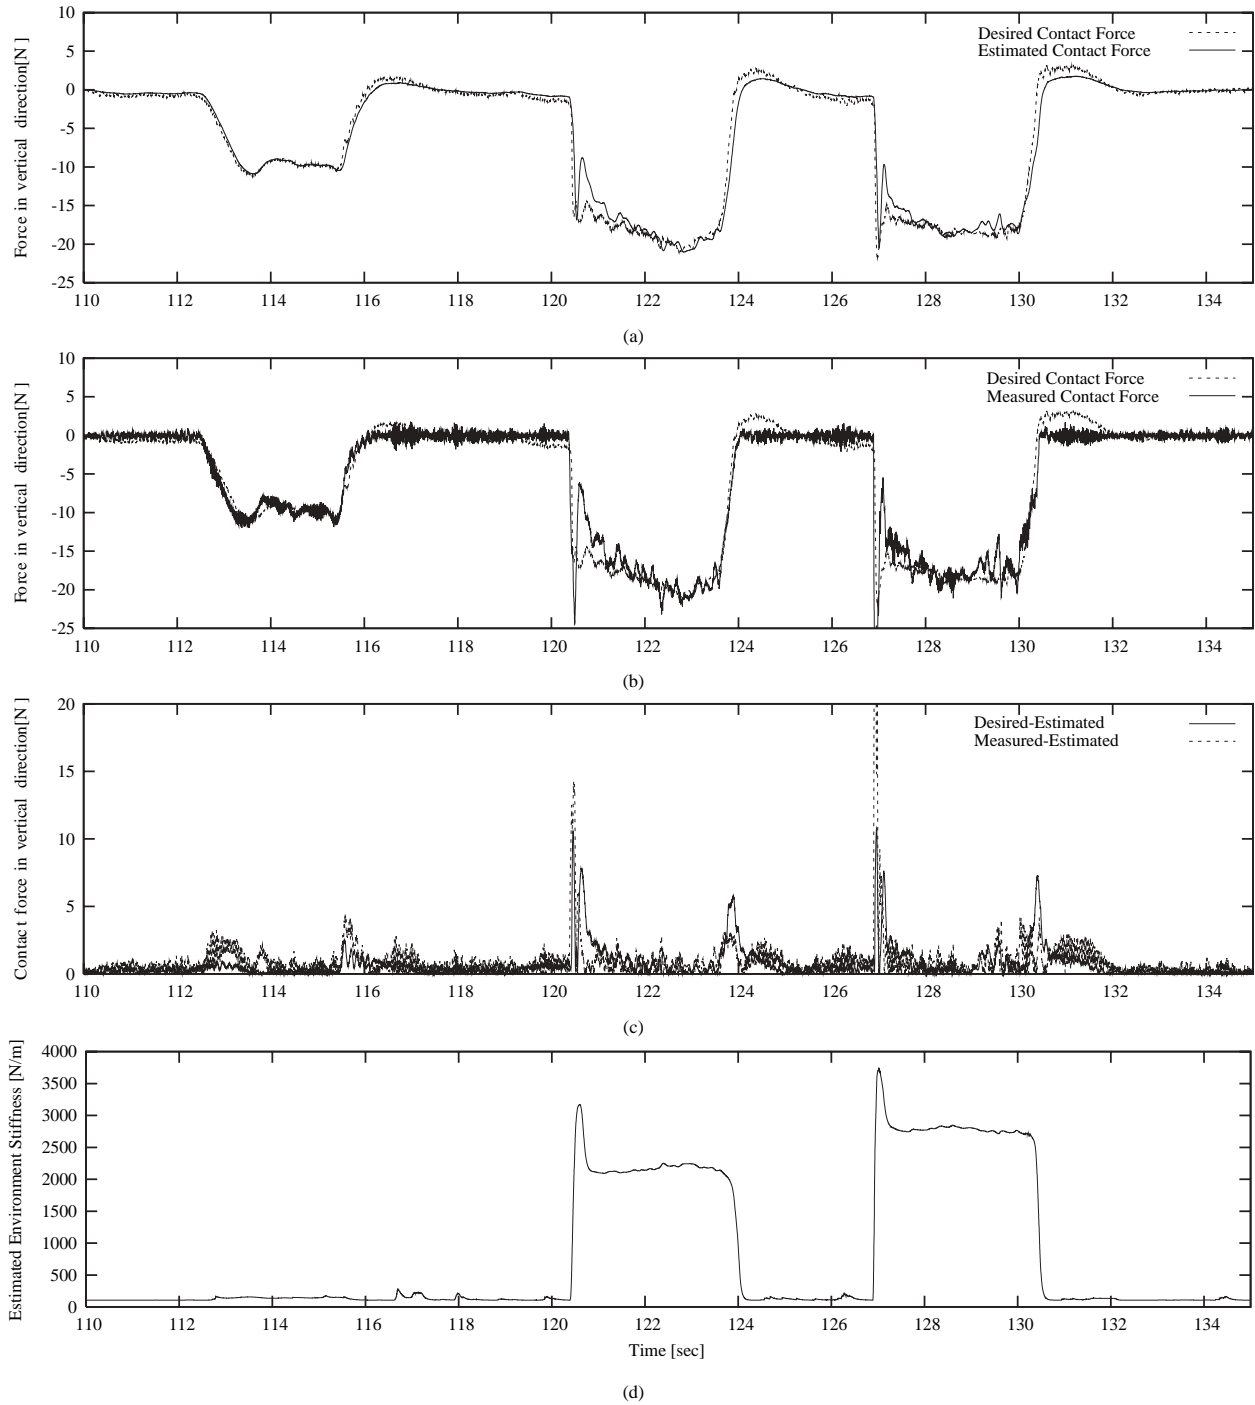 10
5
0
-5
-10
-15
-20
-25
Force in vertical direction[N ]
Desired Contact Force
Estimated Contact Force
110 112 114 116 118 120 122 124 126 128 130 132 134
(a)
10
5
0
-5
-10
-15
-20
-25
Force in vertical direction[N ]
Desired Contact Force
Measured Contact Force
110 112 114 116 118 120 122 124 126 128 130 132 134
(b)
20
15
10
5
0
Contac t force in vertical direction[N ]
Desired-Estimated
Measured-Estimated
110 112 114 116 118 120 122 124 126 128 130 132 134
(c)
4000
3500
3000
2500
2000
1500
1000
500
0
Estimated Environment Stiffness [N/m]
110 112 114 116 118 120 122 124 126 128 130 132 134
Time [sec]
(d)